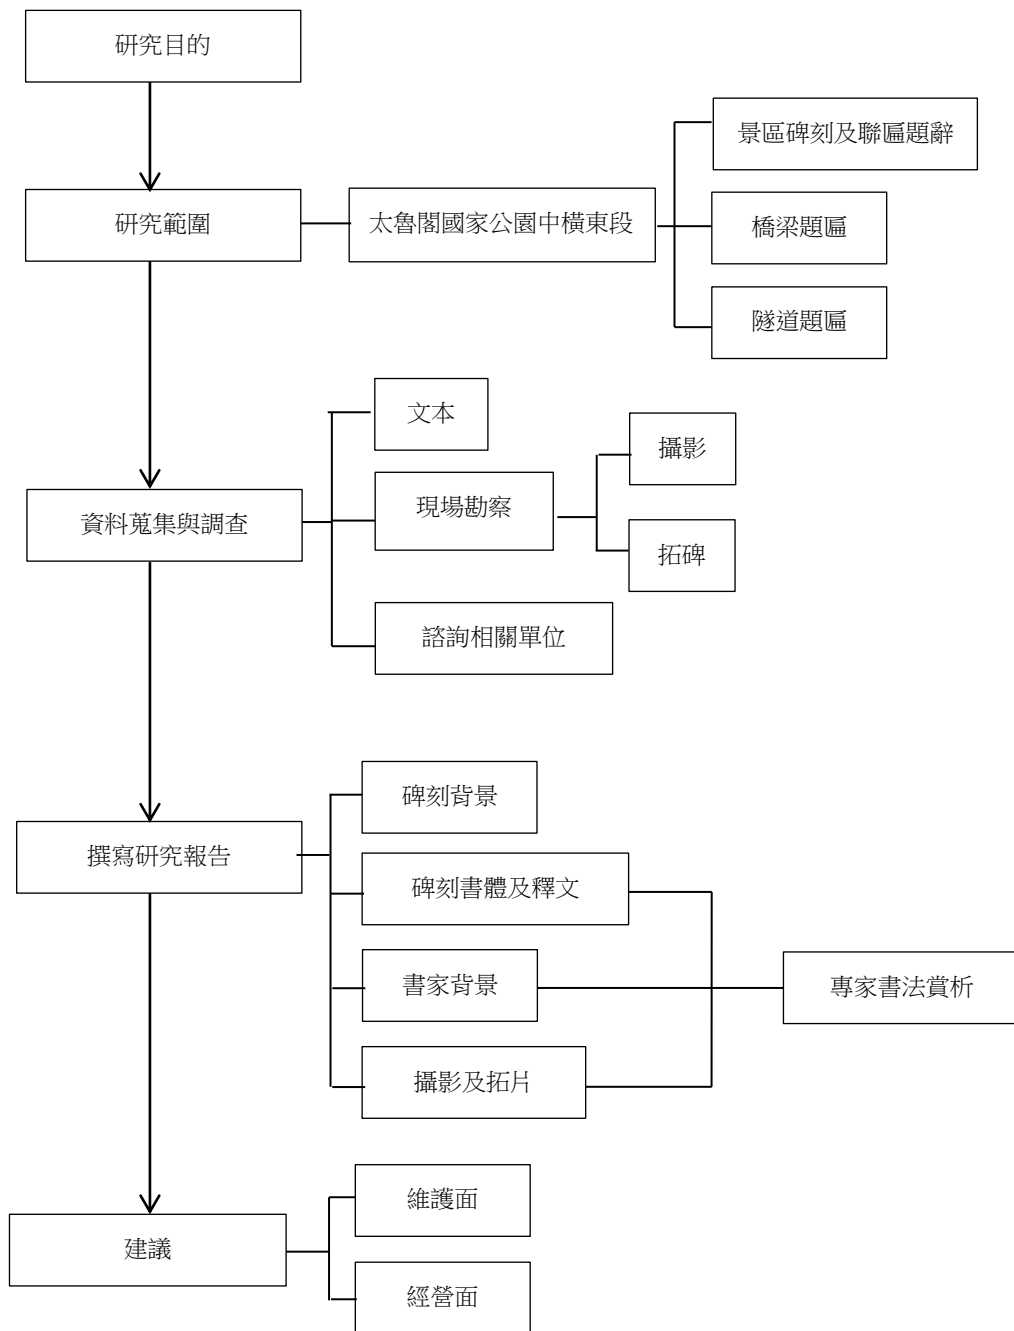 研究目的
景區碑刻及聯匾題辭
研究範圍
太魯閣國家公園中橫東段
橋梁題匾
隧道題匾
文本
攝影
資料蒐集與調查
現場勘察
拓碑
諮詢相關單位
碑刻背景
撰寫研究報告
碑刻書體及釋文
書家背景
專家書法賞析
攝影及拓片
維護面
建議
經營面